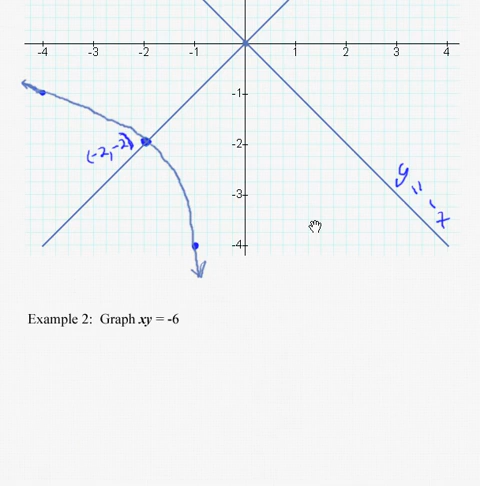 -4 -3 -2 -1 1 2 3 4
-1
(-2,-2) -2
-3
y = -x
-4
Example 2: Graph xy = -6